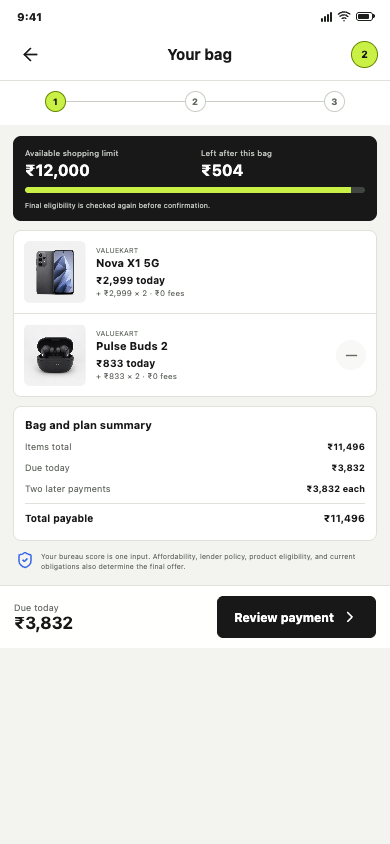 9:41
Your bag
2
1
2
3
Available shopping limit
₹12,000
Left after this bag
₹504
Final eligibility is checked again before confirmation.
VALUEKART
Nova X1 5G
₹2,999 today
+ ₹2,999 × 2 · ₹0 fees
VALUEKART
Pulse Buds 2
₹833 today
+ ₹833 × 2 · ₹0 fees
Bag and plan summary
Items total ₹11,496
Due today ₹3,832
Two later payments ₹3,832 each
Total payable ₹11,496
Your bureau score is one input. Affordability, lender policy, product eligibility, and current
obligations also determine the final offer.
Due today
₹3,832
Review payment